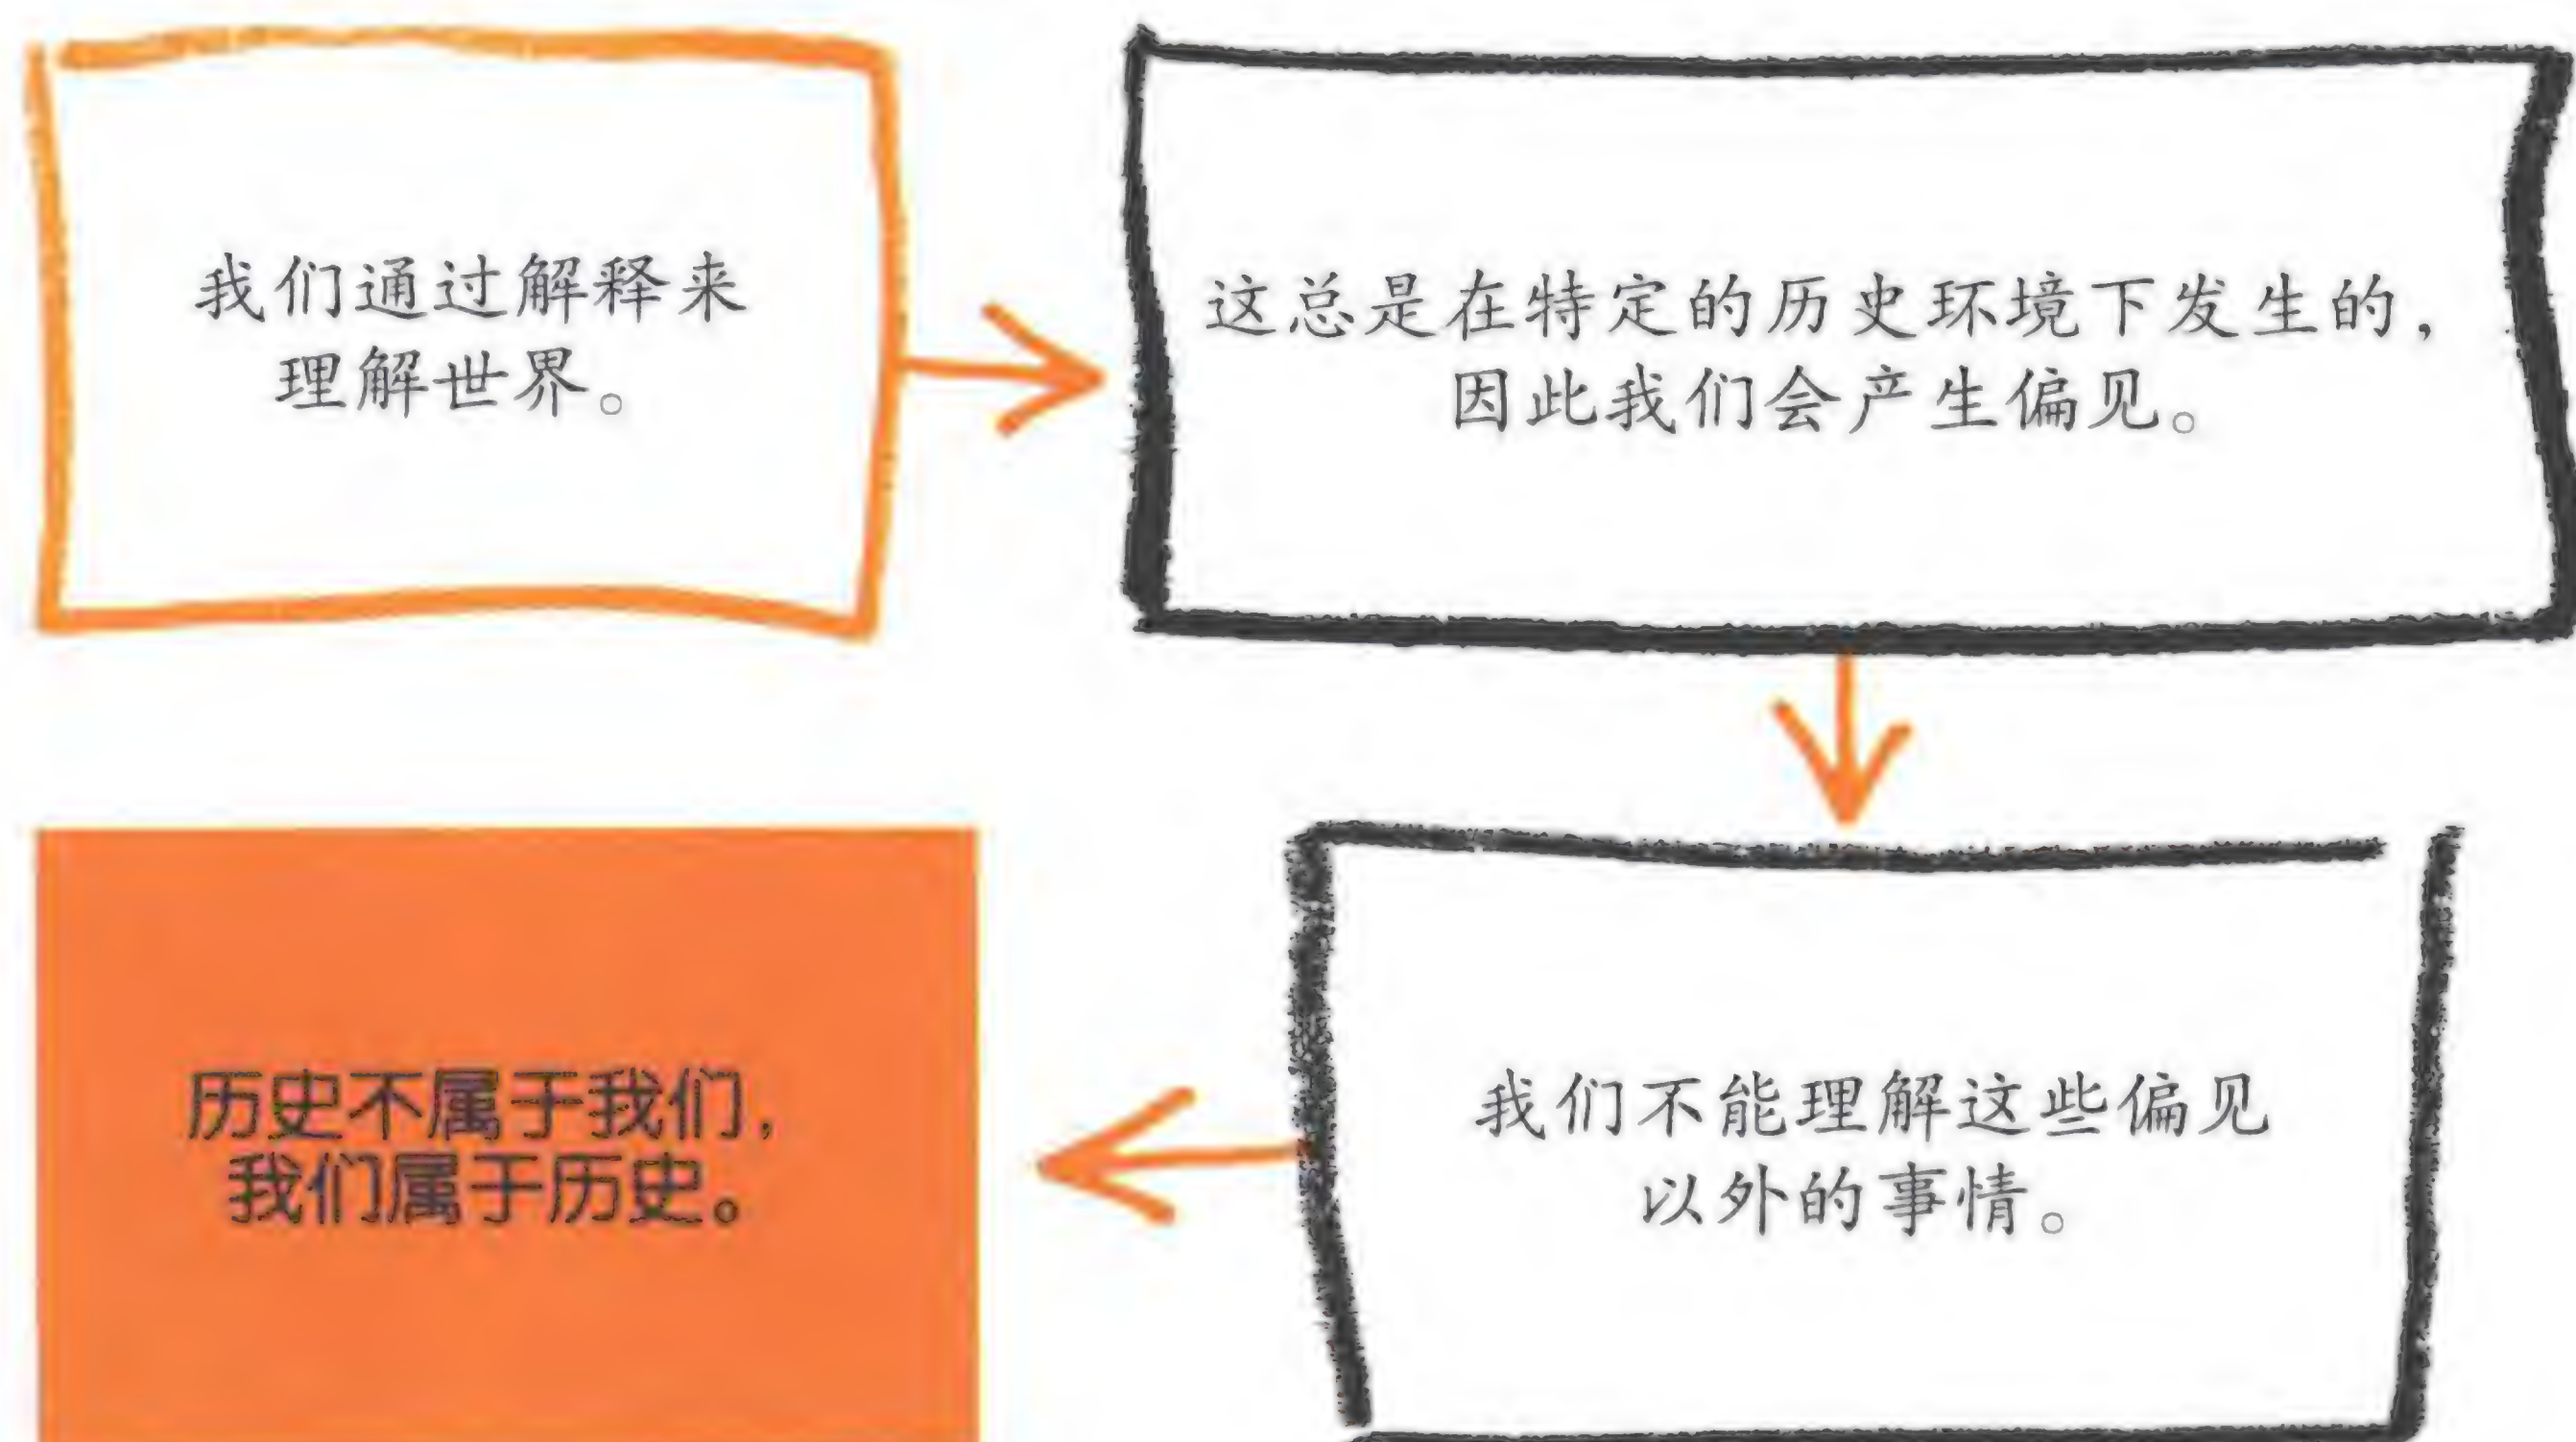 我们通过解释来
理解世界。
这总是在特定的历史环境下发生的，
因此我们会产生偏见。
我们不能理解这些偏见
以外的事情。
历史不属于我们，
我们属于历史。